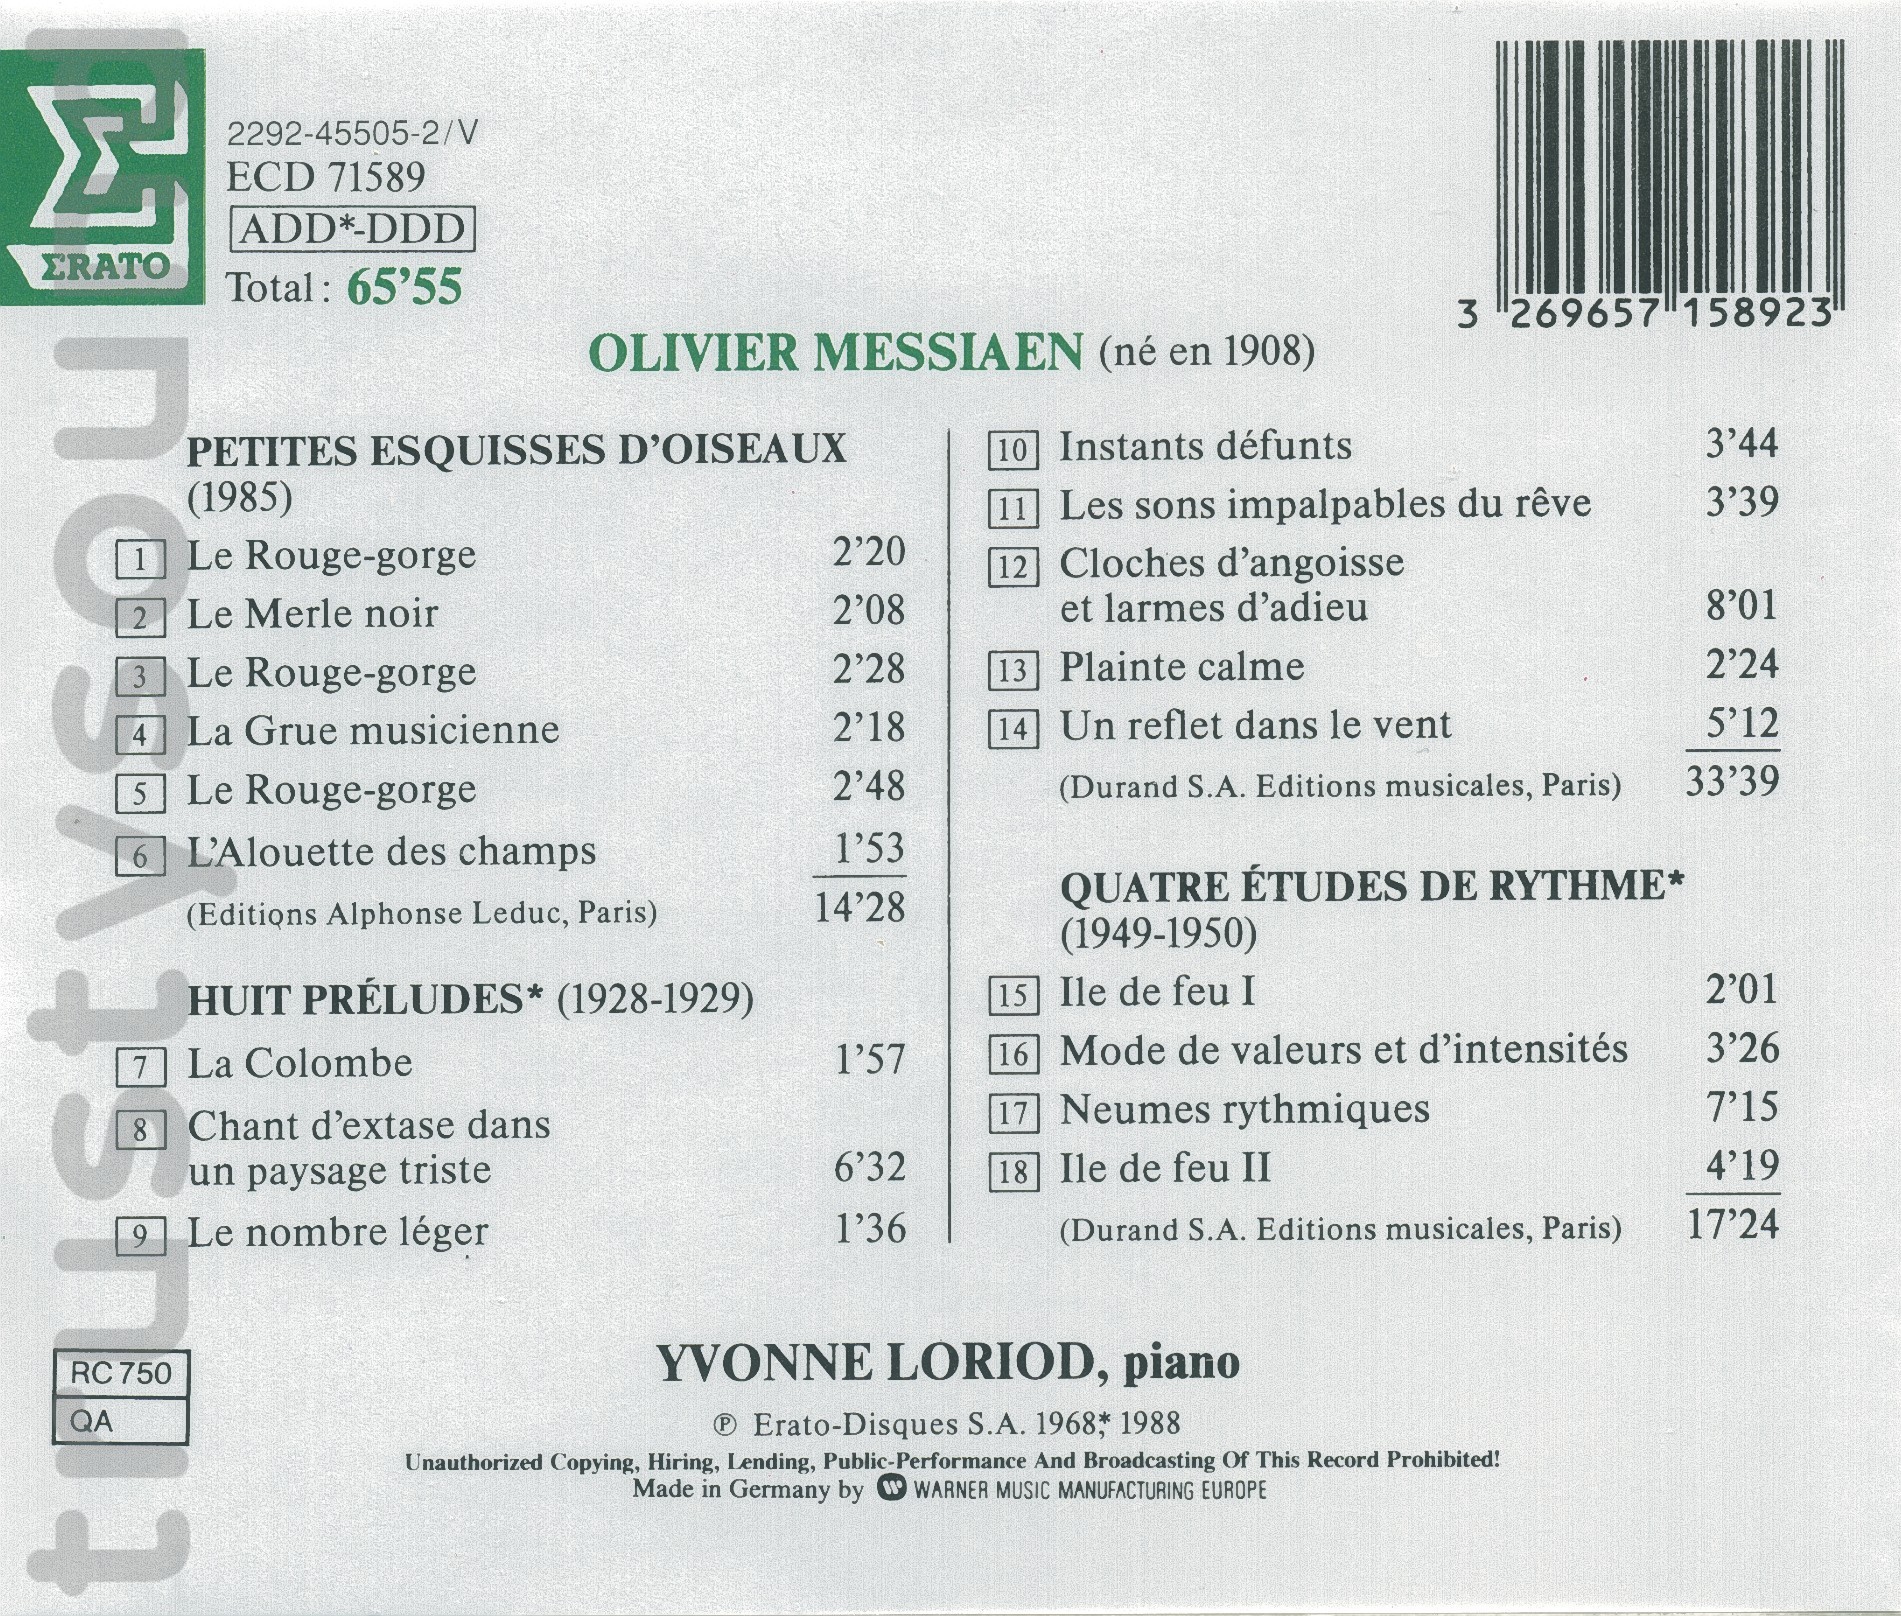 2292-45505-2/V
ECD 71589
ADD*-DDD
Total : 65'55
ΣRATO
3 269657 158923
OLIVIER MESSIAEN (né en 1908)
PETITES ESQUISSES D'OISEAUX
(1985)
1 Le Rouge-gorge 2'20
2 Le Merle noir 2'08
3 Le Rouge-gorge 2'28
4 La Grue musicienne 2'18
5 Le Rouge-gorge 2'48
6 L'Alouette des champs 1'53
(Editions Alphonse Leduc, Paris) 14'28
HUIT PRÉLUDES* (1928-1929)
7 La Colombe 1'57
8 Chant d'extase dans
un paysage triste 6'32
9 Le nombre léger 1'36
10 Instants défunts 3'44
11 Les sons impalpables du rêve 3'39
12 Cloches d'angoisse
et larmes d'adieu 8'01
13 Plainte calme 2'24
14 Un reflet dans le vent 5'12
(Durand S.A. Editions musicales, Paris) 33'39
QUATRE ÉTUDES DE RYTHME*
(1949-1950)
15 Ile de feu I 2'01
16 Mode de valeurs et d'intensités 3'26
17 Neumes rythmiques 7'15
18 Ile de feu II 4'19
(Durand S.A. Editions musicales, Paris) 17'24
RC 750
QA
YVONNE LORIOD, piano
℗ Erato-Disques S.A. 1968,* 1988
Unauthorized Copying, Hiring, Lending, Public-Performance And Broadcasting Of This Record Prohibited!
Made in Germany by WARNER MUSIC MANUFACTURING EUROPE